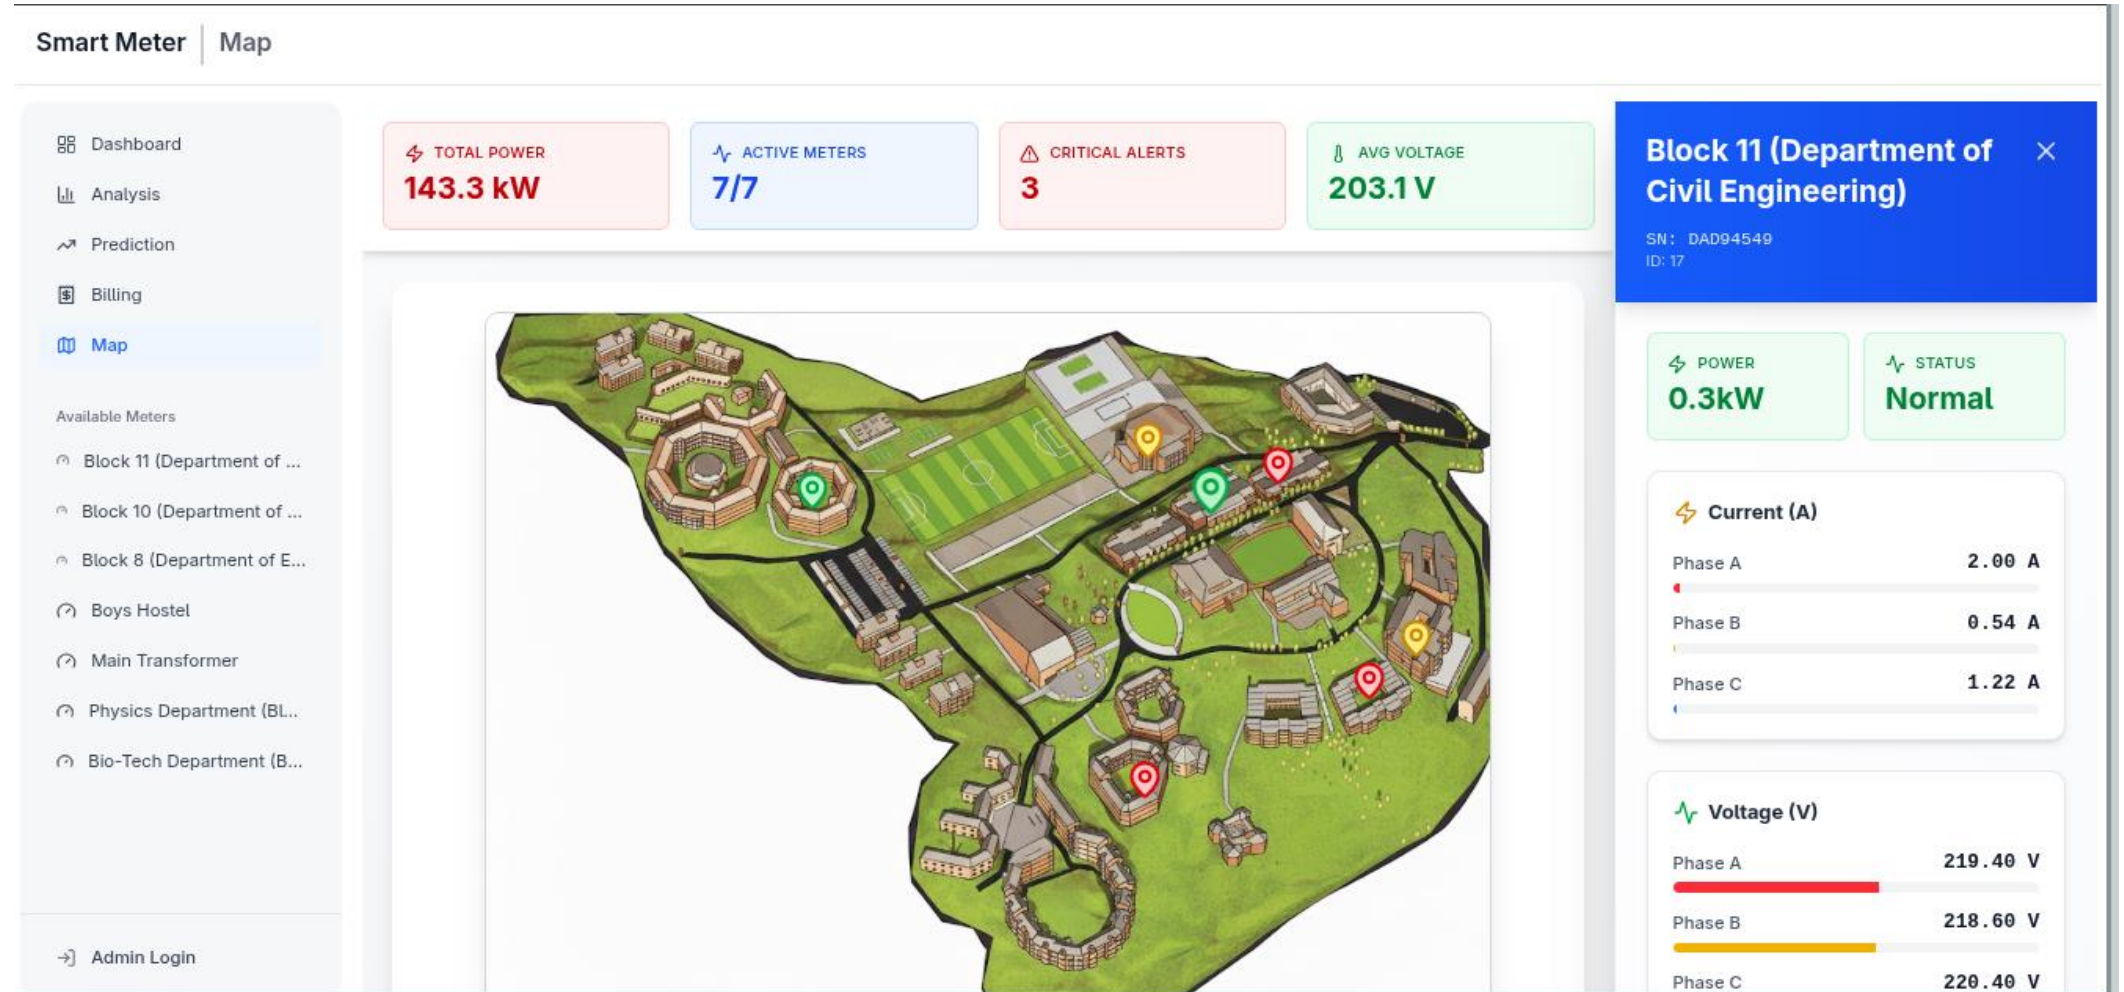 Smart Meter
Map
Dashboard
Analysis
Prediction
Billing
Map
Available Meters
Block 11 (Department of ...
Block 10 (Department of ...
Block 8 (Department of E...
Boys Hostel
Main Transformer
Physics Department (Bl...
Bio-Tech Department (B...
Admin Login
TOTAL POWER
143.3 kW
ACTIVE METERS
7/7
CRITICAL ALERTS
3
AVG VOLTAGE
203.1 V
Block 11 (Department of
Civil Engineering)
SN: DAD94549
ID: 17
POWER
0.3kW
STATUS
Normal
Current (A)
Phase A 2.00 A
Phase B 0.54 A
Phase C 1.22 A
Voltage (V)
Phase A 219.40 V
Phase B 218.60 V
Phase C 220.40 V